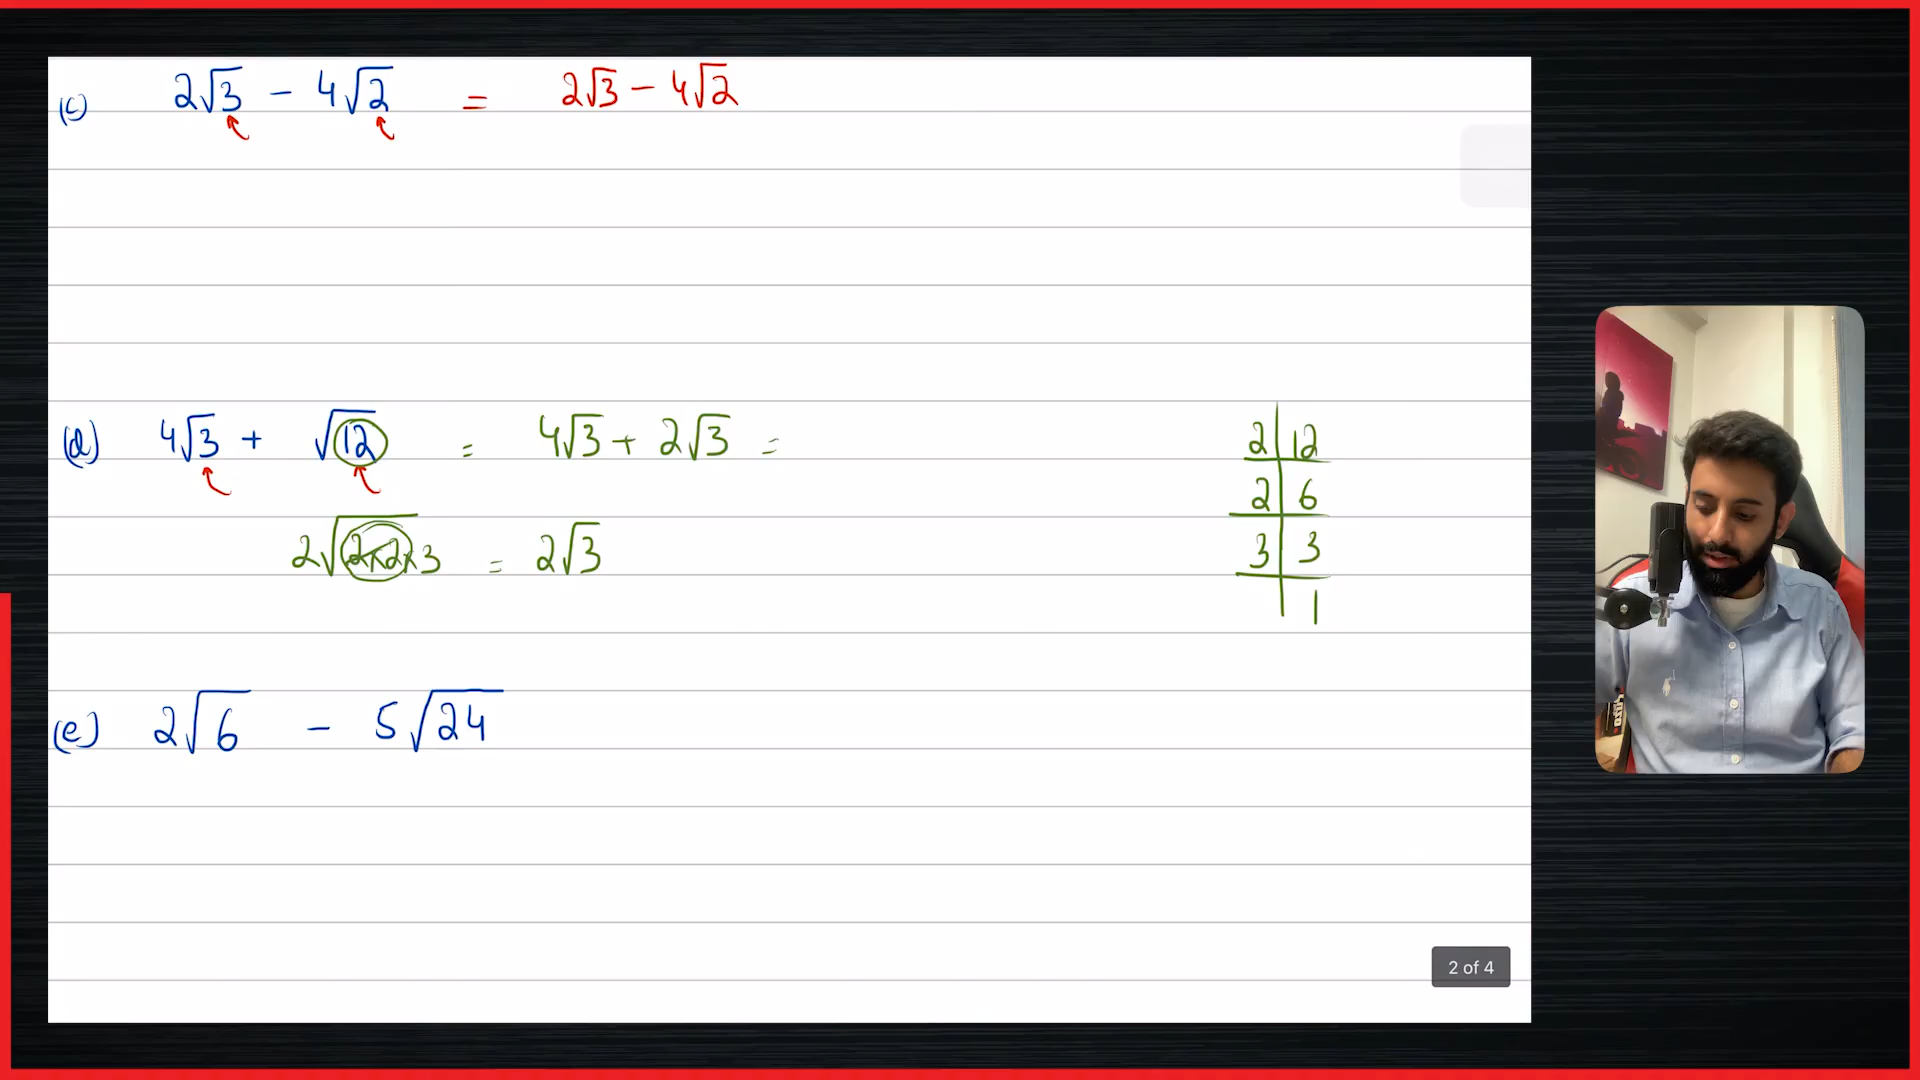 (c) 2√3 - 4√2 = 2√3 - 4√2
(d) 4√3 + √12 = 4√3 + 2√3 =
2√2×2×3 = 2√3
2 | 12
2 | 6
3 | 3
| 1
(e) 2√6 - 5√24
2 of 4